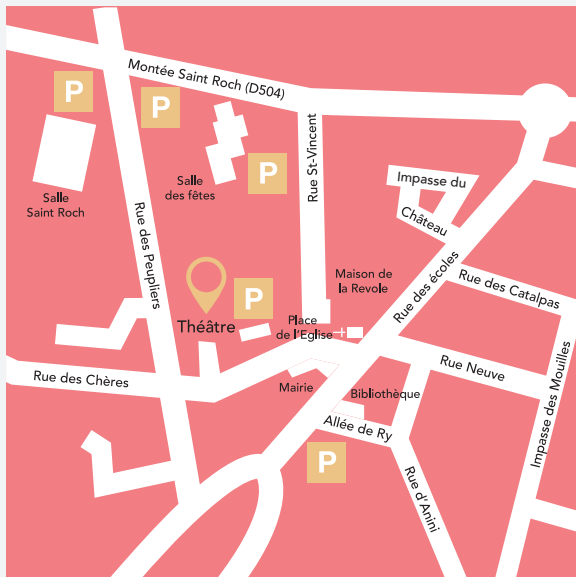 Montée Saint Roch (D504)
P
P
P
Salle
Saint Roch
Salle
des fêtes
Rue St-Vincent
Impasse du
Château
Rue des Peupliers
Rue des écoles
Maison de
la Revole
Rue des Catalpas
P
Théâtre
Place
de l'Eglise
Rue Neuve
Impasse des Mouilles
Rue des Chères
Mairie
Bibliothèque
Allée de Ry
P
Rue d'Anini